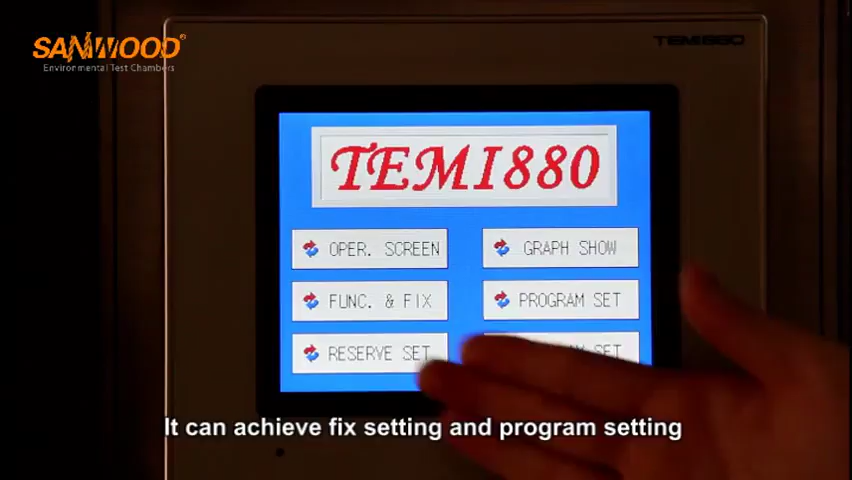 SANWOOD®
Environmental Test Chambers
TEMI880
TEMI880
OPER. SCREEN
GRAPH SHOW
FUNC. & FIX
PROGRAM SET
RESERVE SET
SET
It can achieve fix setting and program setting